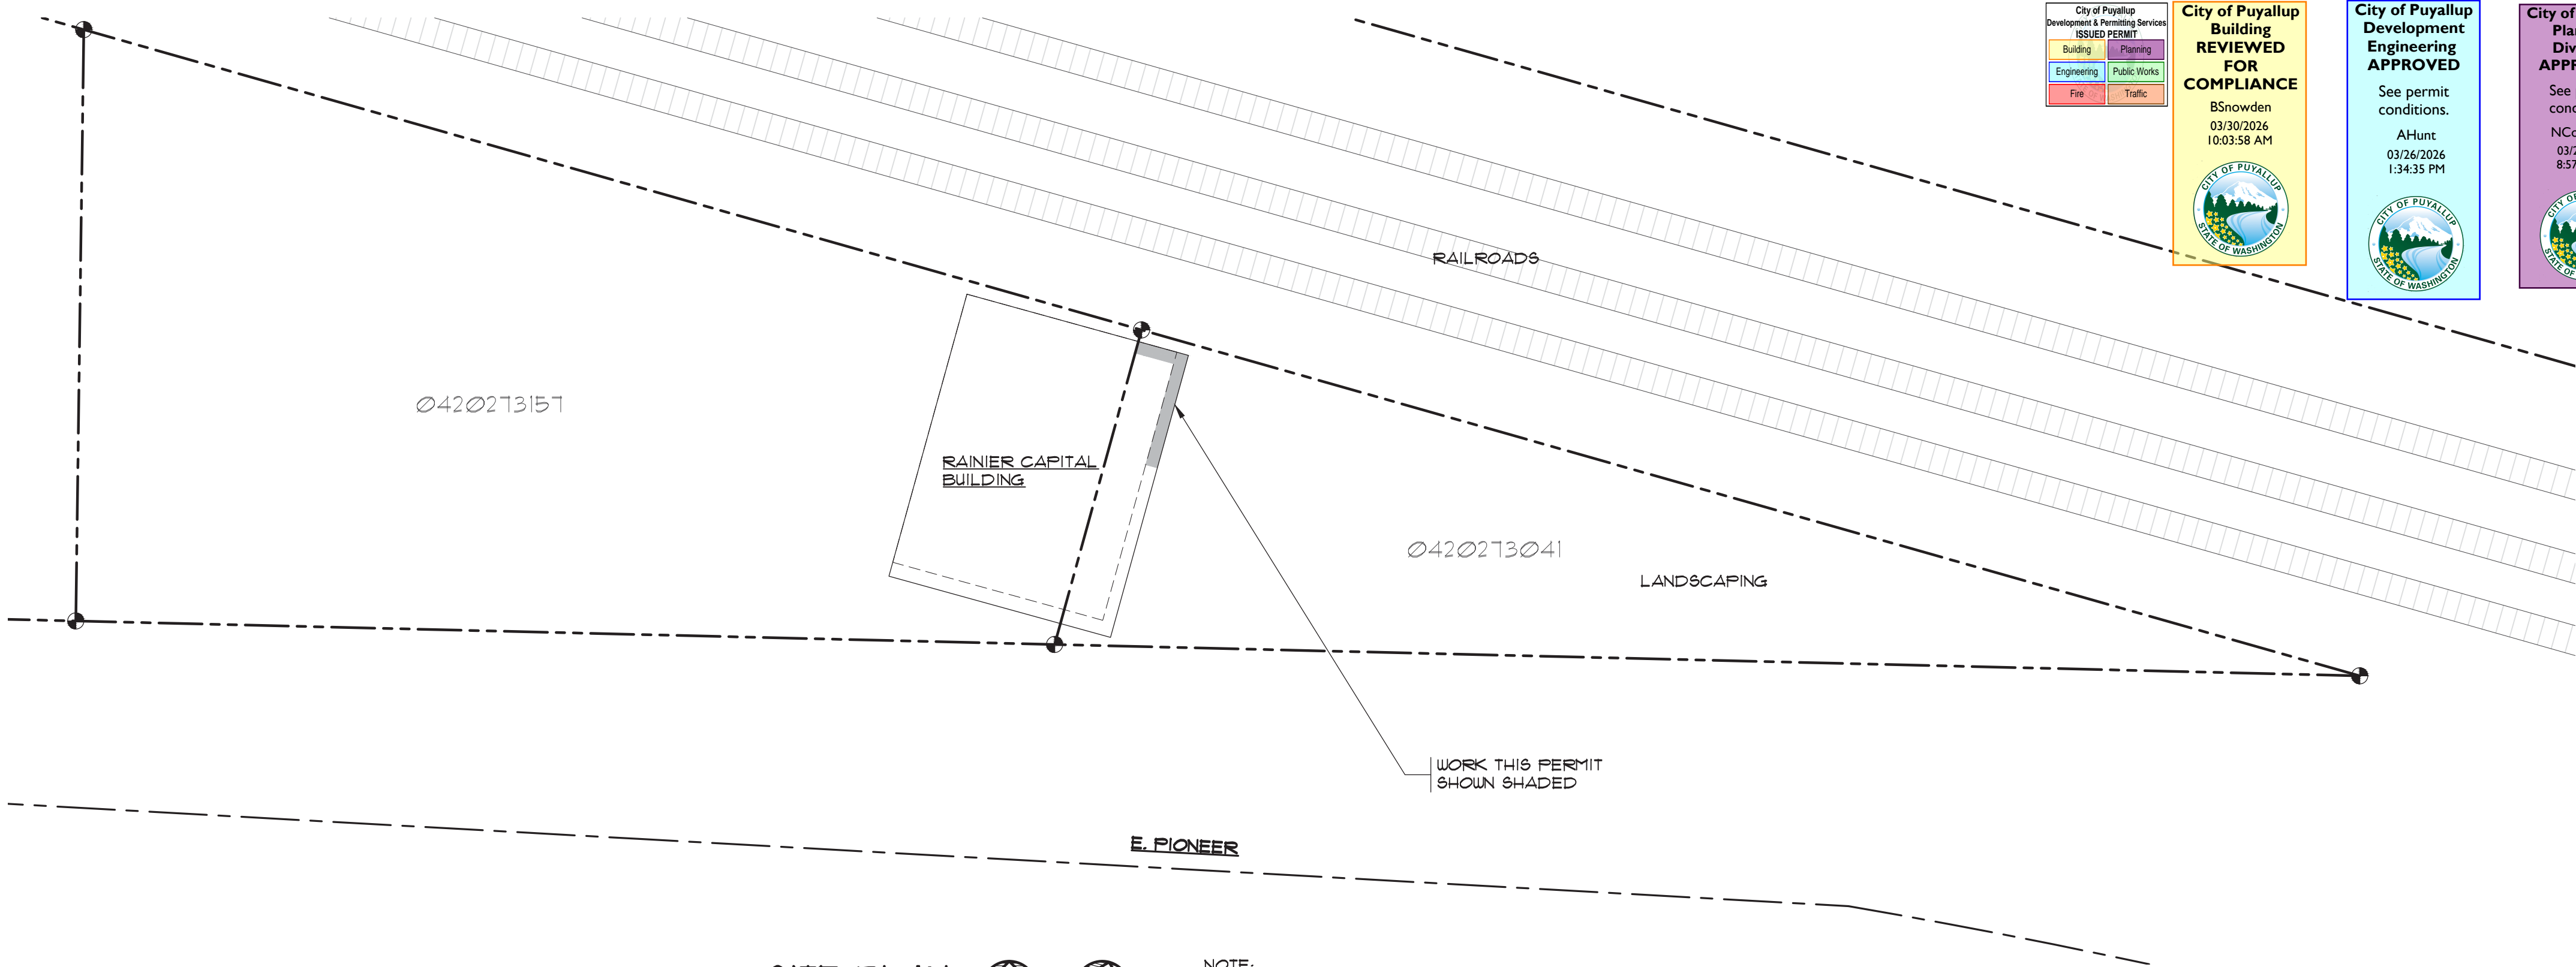 City of Puyallup
Development & Permitting Services
ISSUED PERMIT
Building
Planning
Engineering
Public Works
Fire
Traffic
City of Puyallup
Building
REVIEWED
FOR
COMPLIANCE
BSnowden
03/30/2026
10:03:58 AM
CITY OF PUYALLUP
STATE OF WASHINGTON
City of Puyallup
Development
Engineering
APPROVED
See permit
conditions.
AHunt
03/26/2026
1:34:35 PM
CITY OF PUYALLUP
STATE OF WASHINGTON
City of
See
RAILROADS
0420273157
RAINIER CAPITAL
BUILDING
0420273041
LANDSCAPING
WORK THIS PERMIT
SHOWN SHADED
E. PIONEER
NOTE: